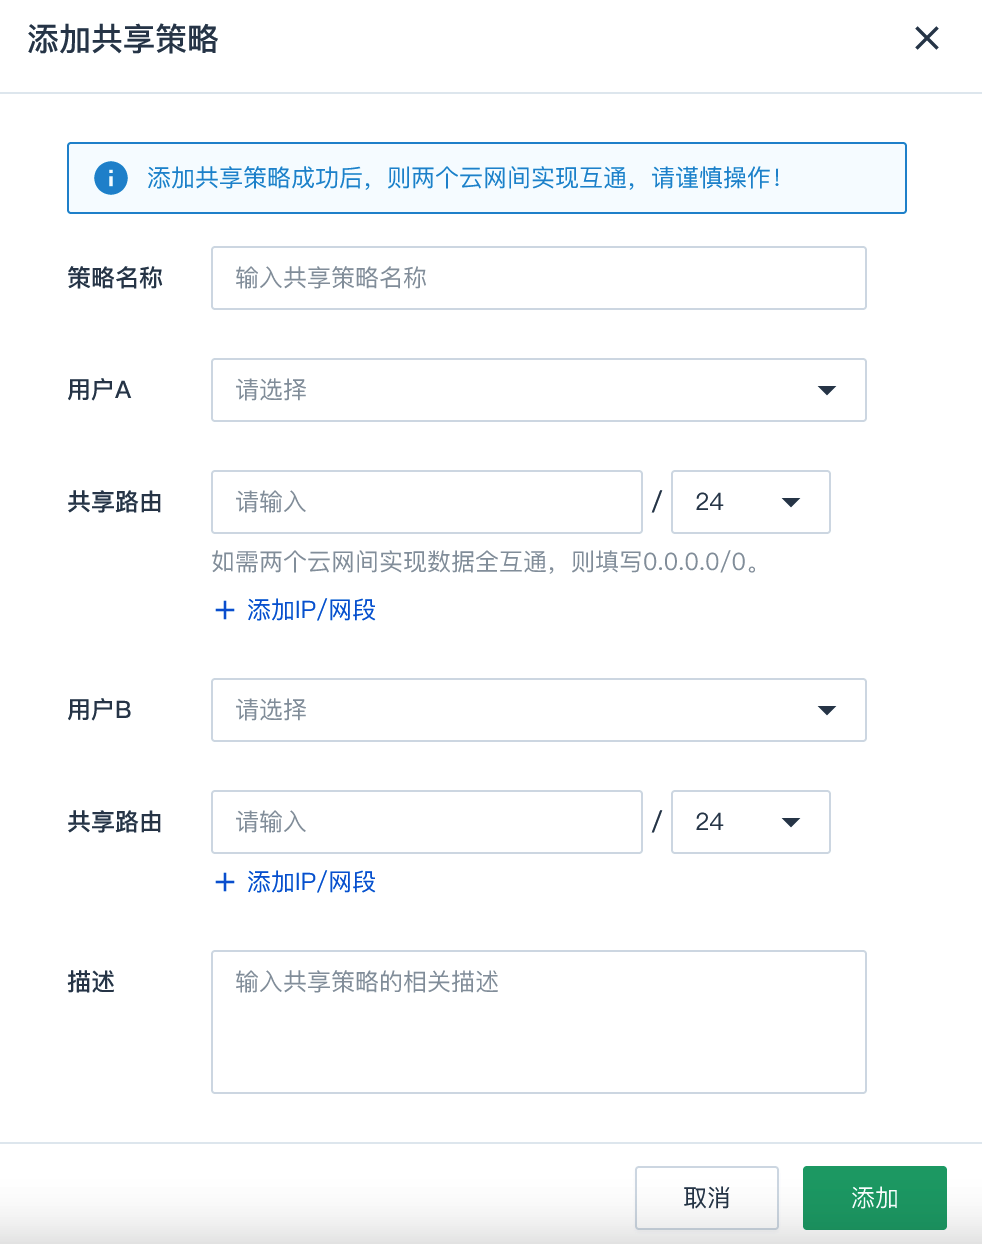 添加共享策略
添加共享策略成功后，则两个云网间实现互通，请谨慎操作！
策略名称 输入共享策略名称
用户A 请选择
共享路由 请输入 / 24
如需两个云网间实现数据全互通，则填写0.0.0.0/0。
添加IP/网段
用户B 请选择
共享路由 请输入 / 24
添加IP/网段
描述 输入共享策略的相关描述
取消 添加